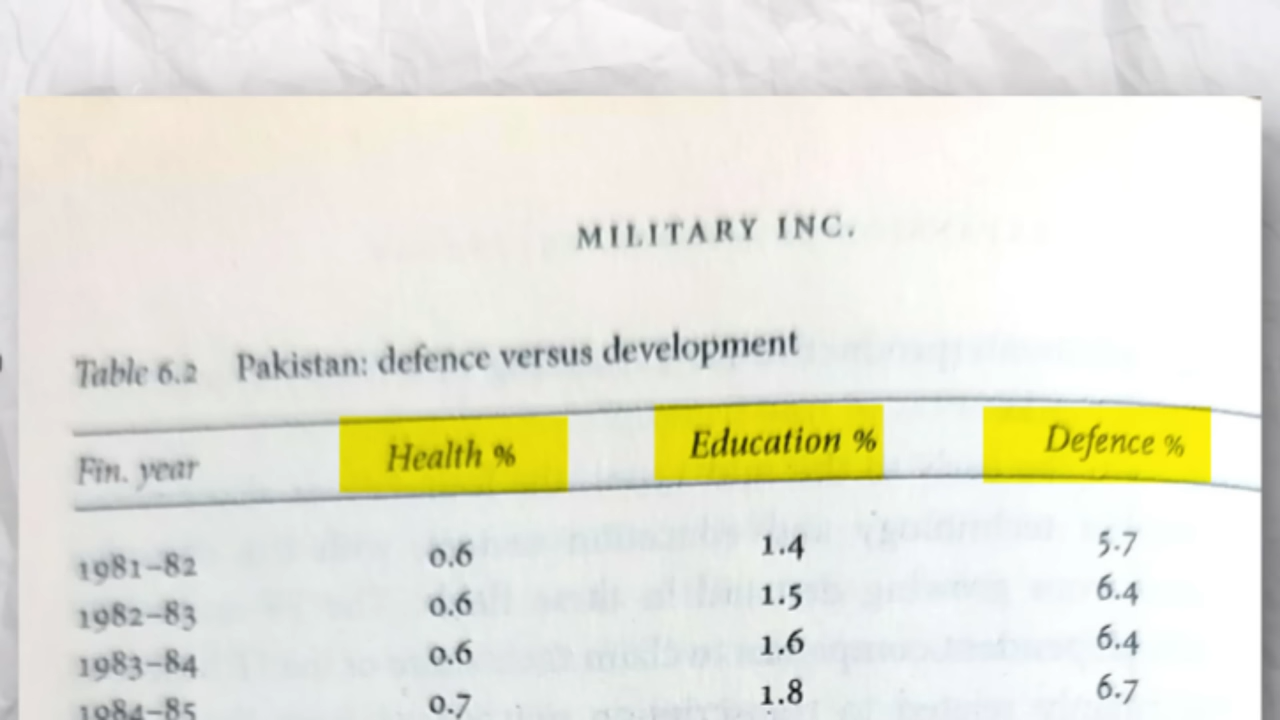 MILITARY INC.
Table 6.2 Pakistan: defence versus development
Fin. year Health % Education % Defence %
1981–82 0.6 1.4 5.7
1982–83 0.6 1.5 6.4
1983–84 0.6 1.6 6.4
1984–85 0.7 1.8 6.7